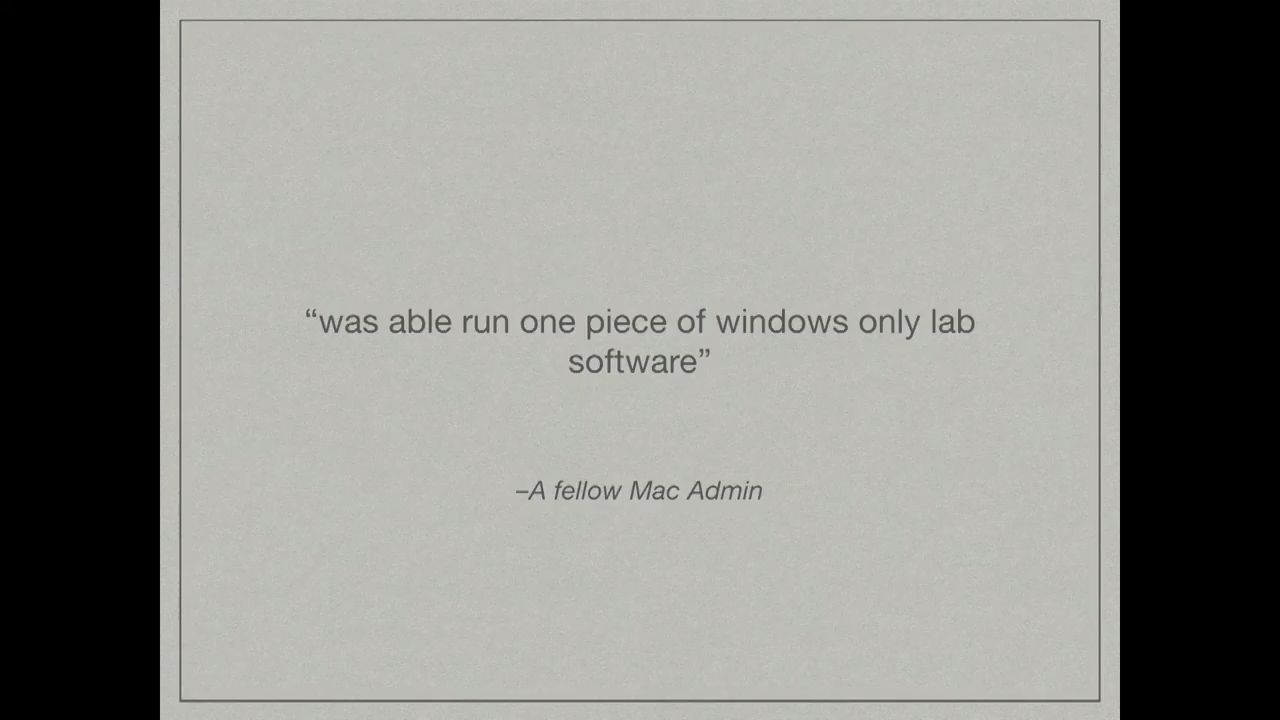 “was able run one piece of windows only lab
software”
–A fellow Mac Admin